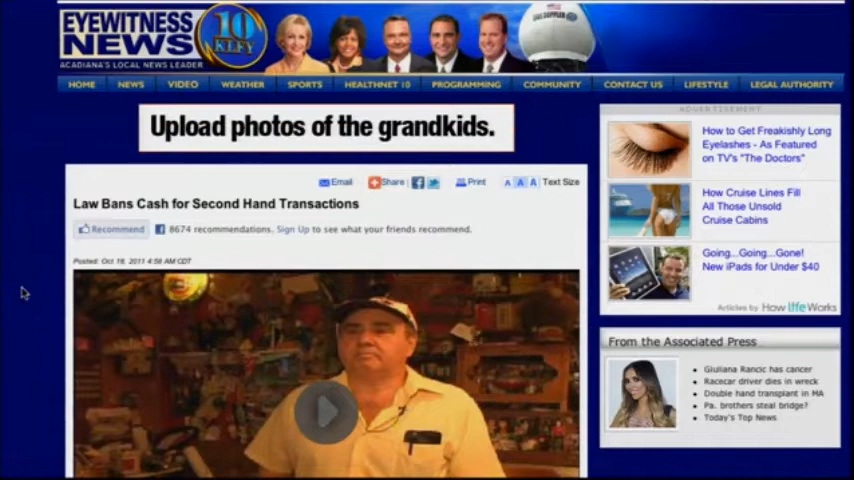 EYEWITNESS
NEWS
10
KLFY
ACADIANA'S LOCAL NEWS LEADER
HOME NEWS VIDEO WEATHER SPORTS HEALTHNET 10 PROGRAMMING COMMUNITY CONTACT US LIFESTYLE LEGAL AUTHORITY
Upload photos of the grandkids.
ADVERTISEMENT
How to Get Freakishly Long
Eyelashes - As Featured
on TV's "The Doctors"
How Cruise Lines Fill
All Those Unsold
Cruise Cabins
Going...Going...Gone!
New iPads for Under $40
Articles by How life Works
Email Share Print A A A Text Size
Law Bans Cash for Second Hand Transactions
Recommend 8674 recommendations. Sign Up to see what your friends recommend.
Posted: Oct 19, 2011 4:58 AM CDT
From the Associated Press
Giuliana Rancic has cancer
Racecar driver dies in wreck
Double hand transplant in MA
Pa. brothers steal bridge?
Today's Top News